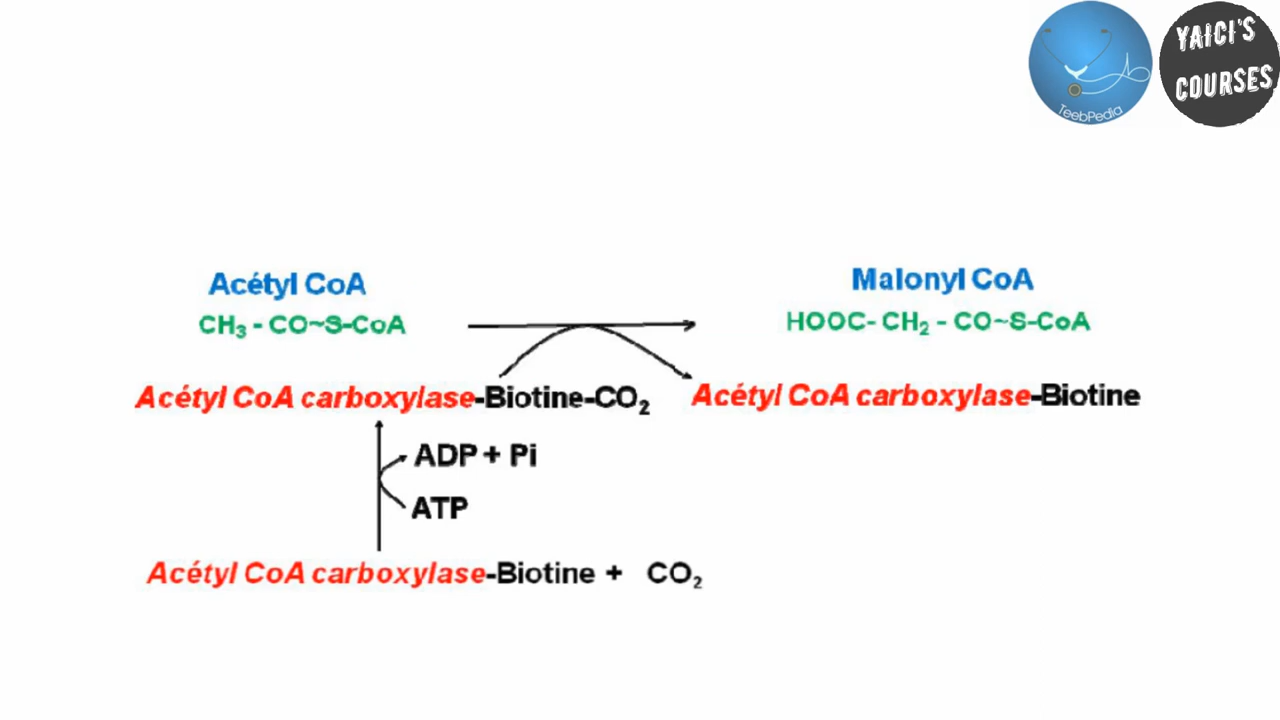 YAICI'S
COURSES
TeebPedia
Acétyl CoA
Malonyl CoA
CH₃ - CO~S-CoA
HOOC- CH₂ - CO~S-CoA
Acétyl CoA carboxylase-Biotine-CO₂
Acétyl CoA carboxylase-Biotine
ADP + Pi
ATP
Acétyl CoA carboxylase-Biotine + CO₂